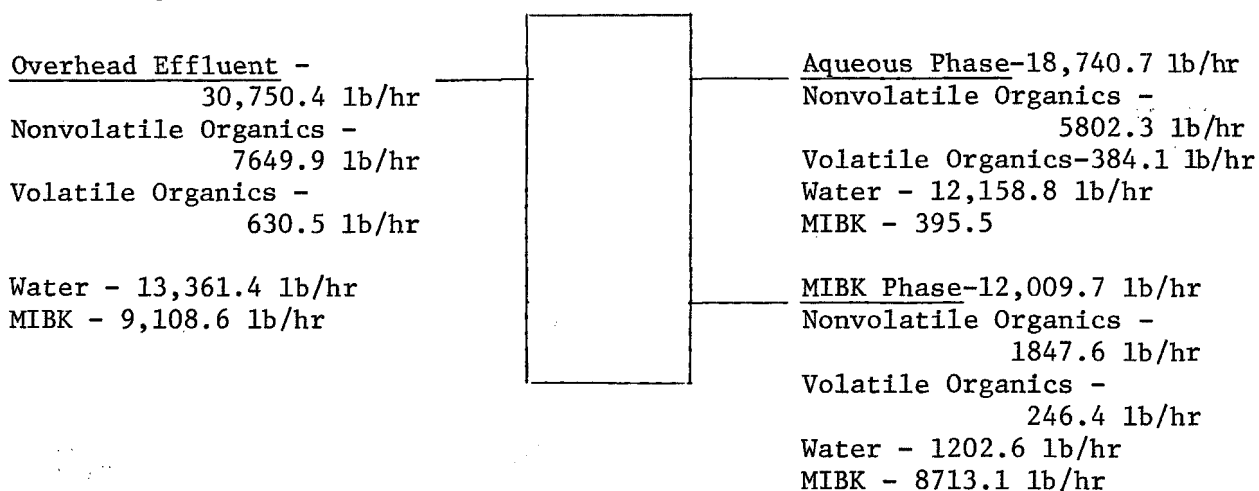 Overhead Effluent -
30,750.4 lb/hr
Nonvolatile Organics -
7649.9 lb/hr
Volatile Organics -
630.5 lb/hr
Water - 13,361.4 lb/hr
MIBK - 9,108.6 lb/hr
Aqueous Phase-18,740.7 lb/hr
Nonvolatile Organics -
5802.3 lb/hr
Volatile Organics-384.1 lb/hr
Water - 12,158.8 lb/hr
MIBK - 395.5
MIBK Phase-12,009.7 lb/hr
Nonvolatile Organics -
1847.6 lb/hr
Volatile Organics -
246.4 lb/hr
Water - 1202.6 lb/hr
MIBK - 8713.1 lb/hr